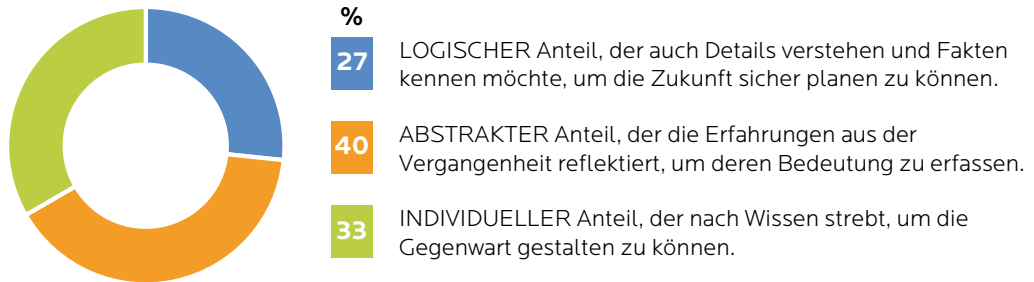 %
27
LOGISCHER Anteil, der auch Details verstehen und Fakten
kennen möchte, um die Zukunft sicher planen zu können.
40
ABSTRAKTER Anteil, der die Erfahrungen aus der
Vergangenheit reflektiert, um deren Bedeutung zu erfassen.
33
INDIVIDUELLER Anteil, der nach Wissen strebt, um die
Gegenwart gestalten zu können.